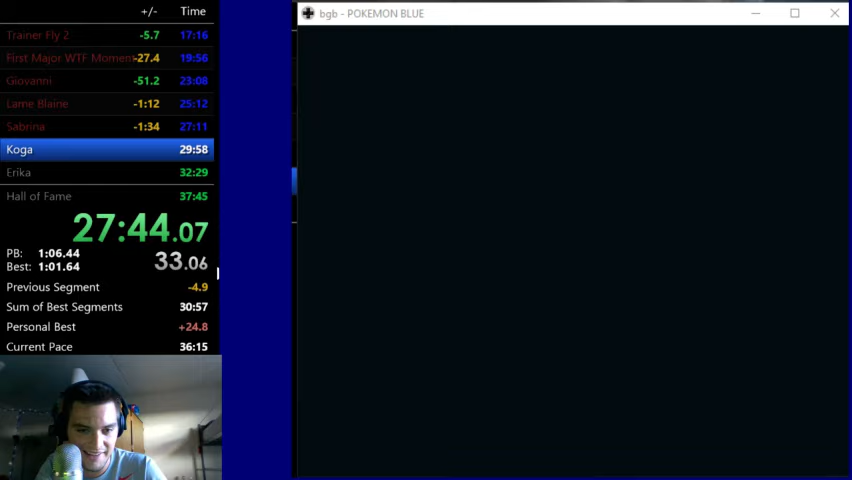 +/- Time
Trainer Fly 2 -5.7 17:16
First Major WTF Moment -27.4 19:56
Giovanni -51.2 23:08
Lame Blaine -1:12 25:12
Sabrina -1:34 27:11
Koga 29:58
Erika 32:29
Hall of Fame 37:45
27:44.07
PB: 1:06.44
Best: 1:01.64
33.06
Previous Segment -4.9
Sum of Best Segments 30:57
Personal Best +24.8
Current Pace 36:15
bgb - POKEMON BLUE